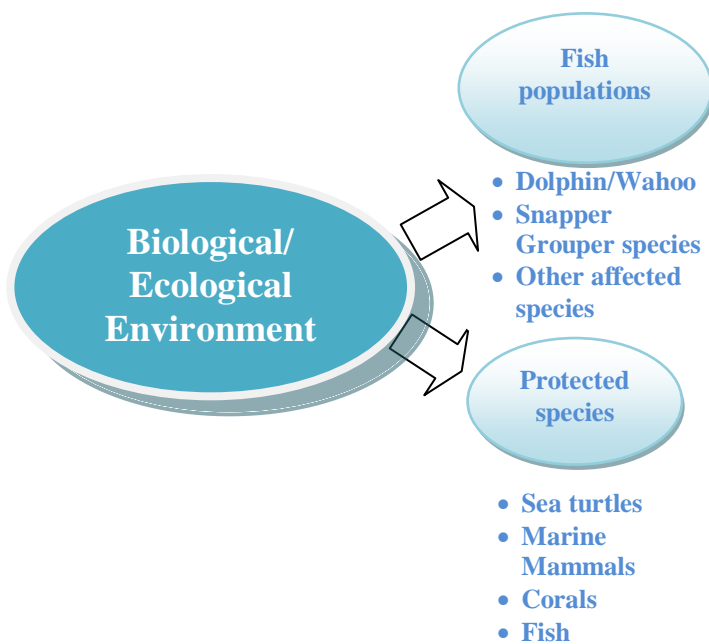 Biological/
Ecological
Environment
Fish
populations
• Dolphin/Wahoo
• Snapper
Grouper species
• Other affected
species
Protected
species
• Sea turtles
• Marine
Mammals
• Corals
• Fish